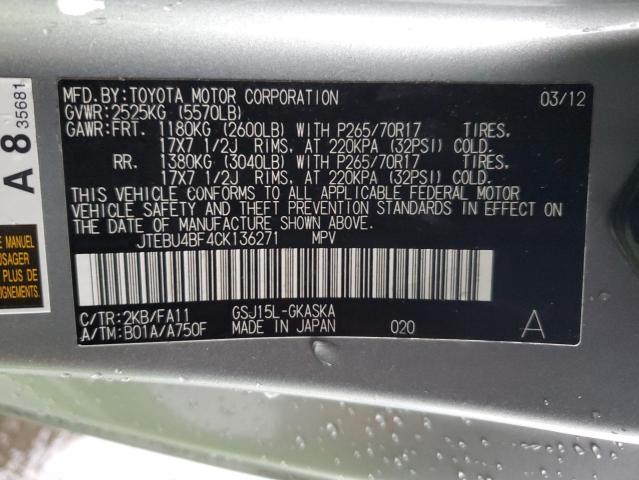 MFD.BY:TOYOTA MOTOR CORPORATION 03/12
GVWR:2525KG (5570LB)
GAWR:FRT. 1180KG (2600LB) WITH P265/70R17 TIRES,
17X7 1/2J RIMS, AT 220KPA (32PSI) COLD.
RR. 1380KG (3040LB) WITH P265/70R17 TIRES,
17X7 1/2J RIMS, AT 220KPA (32PSI) COLD.
THIS VEHICLE CONFORMS TO ALL APPLICABLE FEDERAL MOTOR
VEHICLE SAFETY AND THEFT PREVENTION STANDARDS IN EFFECT ON
THE DATE OF MANUFACTURE SHOWN ABOVE.
JTEBU4BF4CK136271 MPV
C/TR:2KB/FA11 GSJ15L-GKASKA
A/TM:B01A/A750F MADE IN JAPAN 020 A
A 8 35681
USAGER
PLUS DE